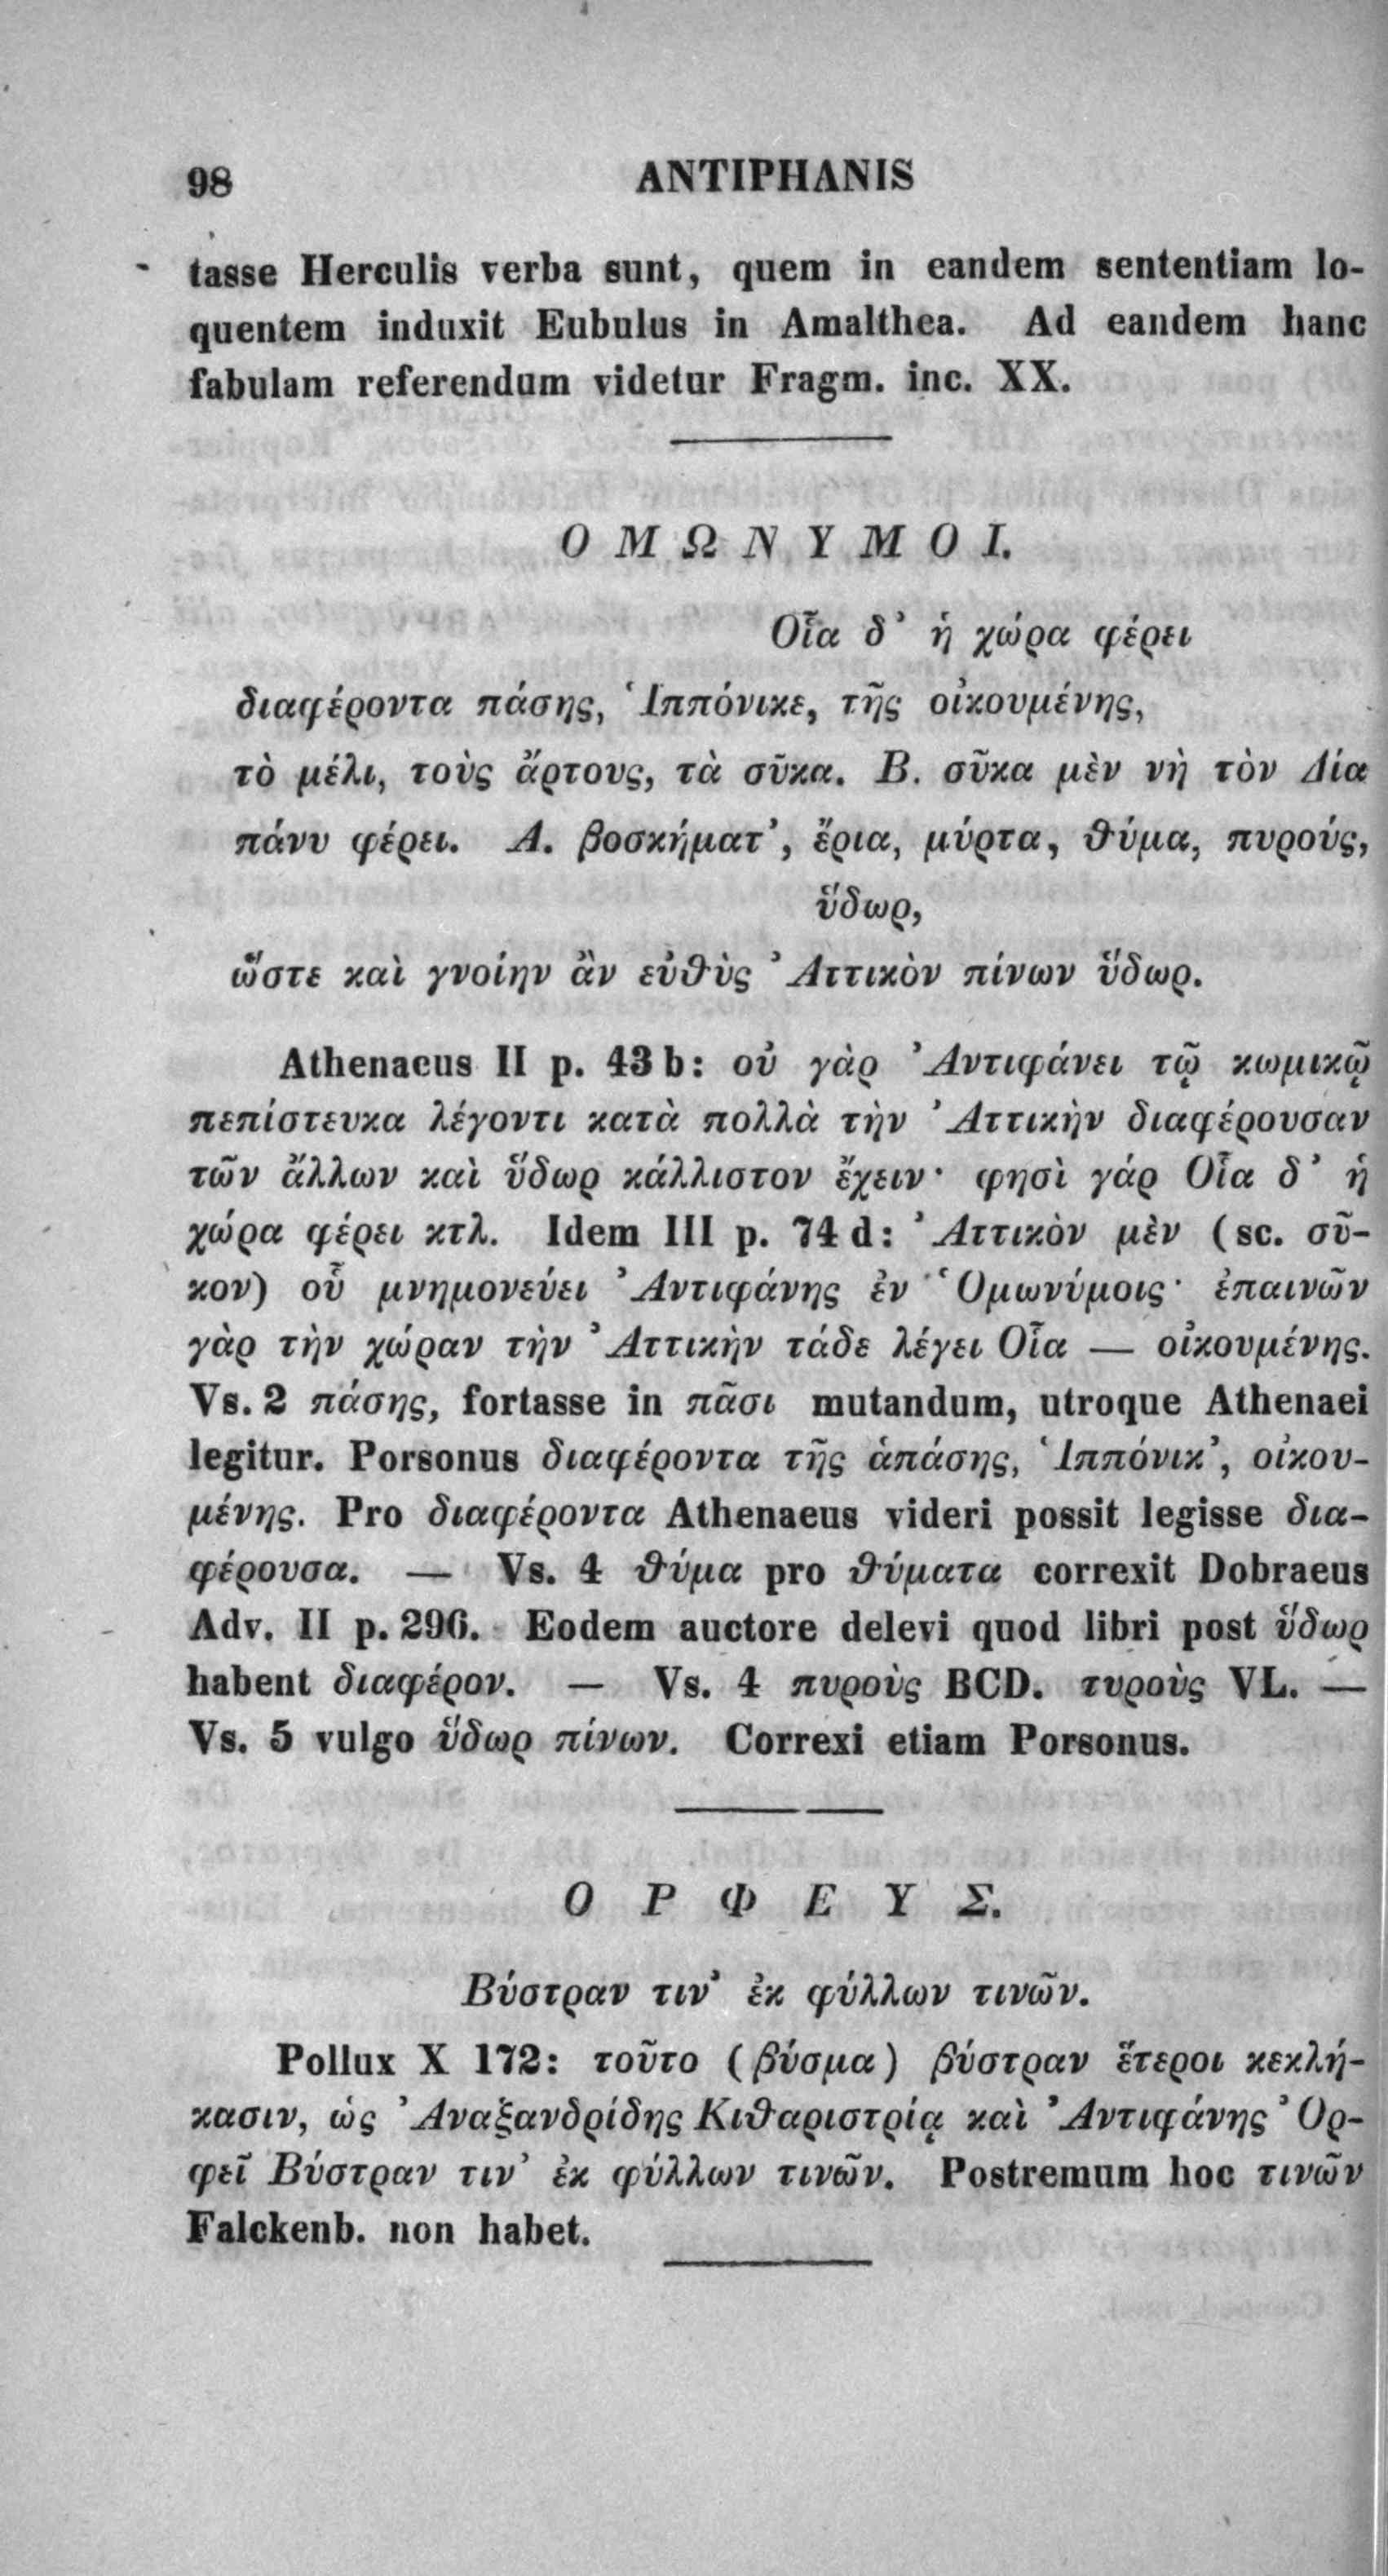 98 ANTIPHANIS
tasse Herculis verba sunt, quem in eandem sententiam lo-
quentem induxit Eubulus in Amalthea. Ad eandem hanc
fabulam referendum videtur Fragm. inc. XX.
ΟΜΩΝΥΜΟΙ.
Οἷα δ' ἡ χώρα φέρει
διαφέροντα πάσης, Ἱππόνικε, τῆς οἰκουμένης,
τὸ μέλι, τοὺς ἄρτους, τὰ σῦκα. Β. σῦκα μὲν νὴ τὸν Δία
πάνυ φέρει. Α. βοσκήματ', ἔρια, μύρτα, θύμα, πυρούς,
ὕδωρ,
ὥστε καὶ γνοίην ἂν εὐθὺς Ἀττικὸν πίνων ὕδωρ.
Athenaeus II p. 43 b: οὐ γὰρ Ἀντιφάνει τῷ κωμικῷ
πεπίστευκα λέγοντι κατὰ πολλὰ τὴν Ἀττικὴν διαφέρουσαν
τῶν ἄλλων καὶ ὕδωρ κάλλιστον ἔχειν· φησὶ γάρ Οἷα δ' ἡ
χώρα φέρει κτλ. Idem III p. 74 d: Ἀττικὸν μὲν (sc. σῦ-
κον) οὗ μνημονεύει Ἀντιφάνης ἐν Ὁμωνύμοις· ἐπαινῶν
γὰρ τὴν χώραν τὴν Ἀττικὴν τάδε λέγει Οἷα — οἰκουμένης.
Vs. 2 πάσης, fortasse in πᾶσι mutandum, utroque Athenaei
legitur. Porsonus διαφέροντα τῆς ἁπάσης, Ἱππόνικ', οἰκου-
μένης. Pro διαφέροντα Athenaeus videri possit legisse δια-
φέρουσα. — Vs. 4 θύμα pro θύματα correxit Dobraeus
Adv. II p. 296. Eodem auctore delevi quod libri post ὕδωρ
habent διαφέρον. — Vs. 4 πυροὺς BCD. τυροὺς VL. —
Vs. 5 vulgo ὕδωρ πίνων. Correxi etiam Porsonus.
ΟΡΦΕΥΣ.
Βύστραν τιν' ἐκ φύλλων τινῶν.
Pollux X 172: τοῦτο (βύσμα) βύστραν ἕτεροι κεκλή-
κασιν, ὡς Ἀναξανδρίδης Κιθαριστρίᾳ καὶ Ἀντιφάνης Ὀρ-
φεῖ Βύστραν τιν' ἐκ φύλλων τινῶν. Postremum hoc τινῶν
Falckenb. non habet.